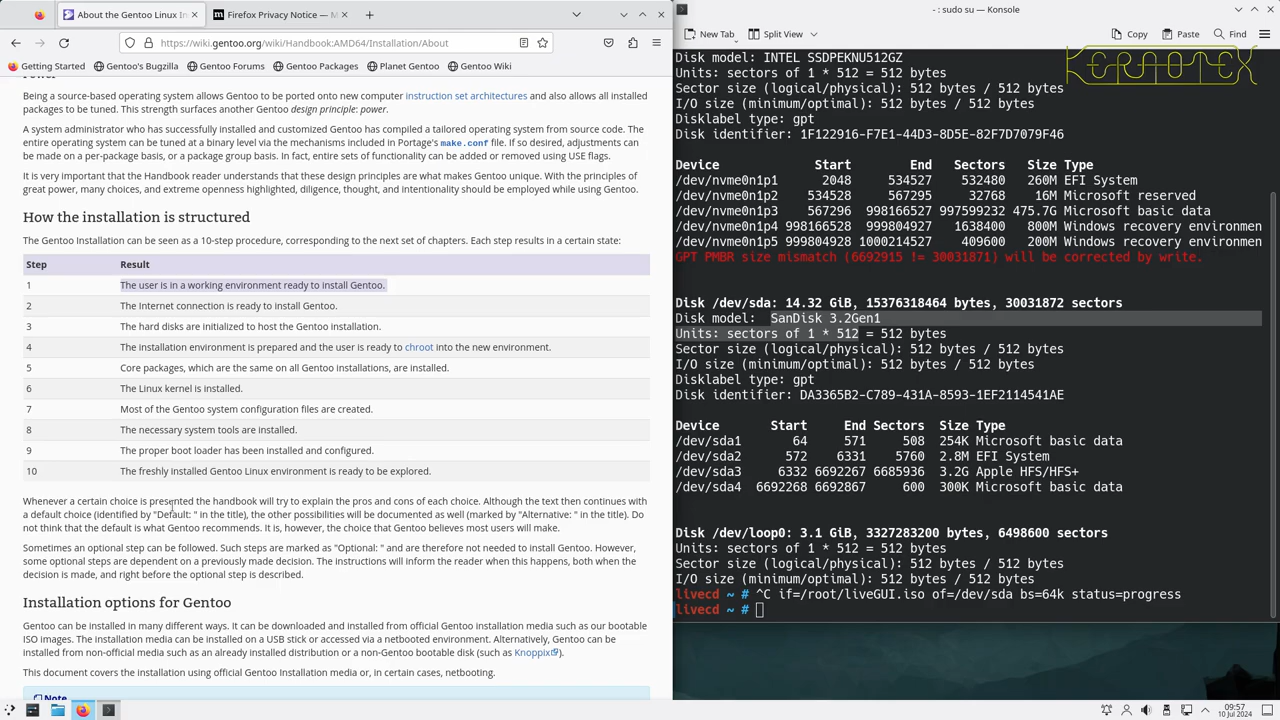 About the Gentoo Linux In
Firefox Privacy Notice — M
https://wiki.gentoo.org/wiki/Handbook:AMD64/Installation/About
Getting Started
Gentoo's Bugzilla
Gentoo Forums
Gentoo Packages
Planet Gentoo
Gentoo Wiki
Being a source-based operating system allows Gentoo to be ported onto new computer instruction set architectures and also allows all installed
packages to be tuned. This strength surfaces another Gentoo design principle: power.
A system administrator who has successfully installed and customized Gentoo has compiled a tailored operating system from source code. The
entire operating system can be tuned at a binary level via the mechanisms included in Portage's make.conf file. If so desired, adjustments can
be made on a per-package basis, or a package group basis. In fact, entire sets of functionality can be added or removed using USE flags.
It is very important that the Handbook reader understands that these design principles are what makes Gentoo unique. With the principles of
great power, many choices, and extreme openness highlighted, diligence, thought, and intentionality should be employed while using Gentoo.
How the installation is structured
The Gentoo Installation can be seen as a 10-step procedure, corresponding to the next set of chapters. Each step results in a certain state:
Step Result
1 The user is in a working environment ready to install Gentoo.
2 The Internet connection is ready to install Gentoo.
3 The hard disks are initialized to host the Gentoo installation.
4 The installation environment is prepared and the user is ready to chroot into the new environment.
5 Core packages, which are the same on all Gentoo installations, are installed.
6 The Linux kernel is installed.
7 Most of the Gentoo system configuration files are created.
8 The necessary system tools are installed.
9 The proper boot loader has been installed and configured.
10 The freshly installed Gentoo Linux environment is ready to be explored.
Whenever a certain choice is presented the handbook will try to explain the pros and cons of each choice. Although the text then continues with
a default choice (identified by "Default: " in the title), the other possibilities will be documented as well (marked by "Alternative: " in the title). Do
not think that the default is what Gentoo recommends. It is, however, the choice that Gentoo believes most users will make.
Sometimes an optional step can be followed. Such steps are marked as "Optional: " and are therefore not needed to install Gentoo. However,
some optional steps are dependent on a previously made decision. The instructions will inform the reader when this happens, both when the
decision is made, and right before the optional step is described.
Installation options for Gentoo
Gentoo can be installed in many different ways. It can be downloaded and installed from official Gentoo installation media such as our bootable
ISO images. The installation media can be installed on a USB stick or accessed via a netbooted environment. Alternatively, Gentoo can be
installed from non-official media such as an already installed distribution or a non-Gentoo bootable disk (such as Knoppix).
This document covers the installation using official Gentoo Installation media or, in certain cases, netbooting.
Note
- : sudo su — Konsole
New Tab
Split View
Copy
Paste
Find
KERNOTEX
Disk model: INTEL SSDPEKNU512GZ
Units: sectors of 1 * 512 = 512 bytes
Sector size (logical/physical): 512 bytes / 512 bytes
I/O size (minimum/optimal): 512 bytes / 512 bytes
Disklabel type: gpt
Disk identifier: 1F122916-F7E1-44D3-8D5E-82F7D7079F46
Device Start End Sectors Size Type
/dev/nvme0n1p1 2048 534527 532480 260M EFI System
/dev/nvme0n1p2 534528 567295 32768 16M Microsoft reserved
/dev/nvme0n1p3 567296 998166527 997599232 475.7G Microsoft basic data
/dev/nvme0n1p4 998166528 999804927 1638400 800M Windows recovery environmen
/dev/nvme0n1p5 999804928 1000214527 409600 200M Windows recovery environmen
GPT PMBR size mismatch (6692915 != 30031871) will be corrected by write.
Disk /dev/sda: 14.32 GiB, 15376318464 bytes, 30031872 sectors
Disk model: SanDisk 3.2Gen1
Units: sectors of 1 * 512 = 512 bytes
Sector size (logical/physical): 512 bytes / 512 bytes
I/O size (minimum/optimal): 512 bytes / 512 bytes
Disklabel type: gpt
Disk identifier: DA3365B2-C789-431A-8593-1EF2114541AE
Device Start End Sectors Size Type
/dev/sda1 64 571 508 254K Microsoft basic data
/dev/sda2 572 6331 5760 2.8M EFI System
/dev/sda3 6332 6692267 6685936 3.2G Apple HFS/HFS+
/dev/sda4 6692268 6692867 600 300K Microsoft basic data
Disk /dev/loop0: 3.1 GiB, 3327283200 bytes, 6498600 sectors
Units: sectors of 1 * 512 = 512 bytes
Sector size (logical/physical): 512 bytes / 512 bytes
I/O size (minimum/optimal): 512 bytes / 512 bytes
livecd ~ # ^C if=/root/liveGUI.iso of=/dev/sda bs=64k status=progress
livecd ~ #
09:57
10 Jul 2024